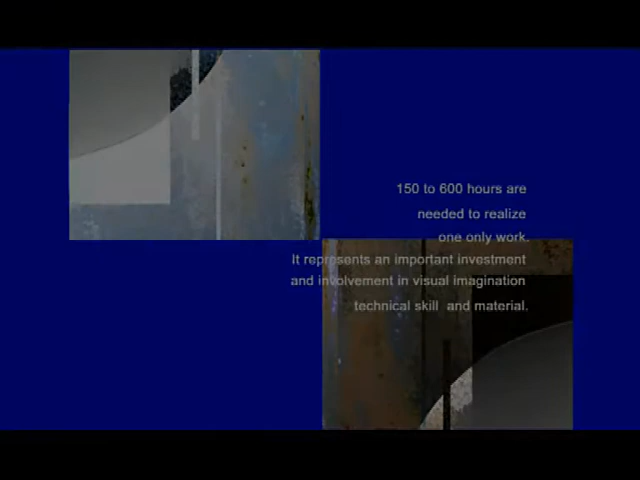 150 to 600 hours are
needed to realize
one only work.
It represents an important investment
and involvement in visual imagination
technical skill and material.